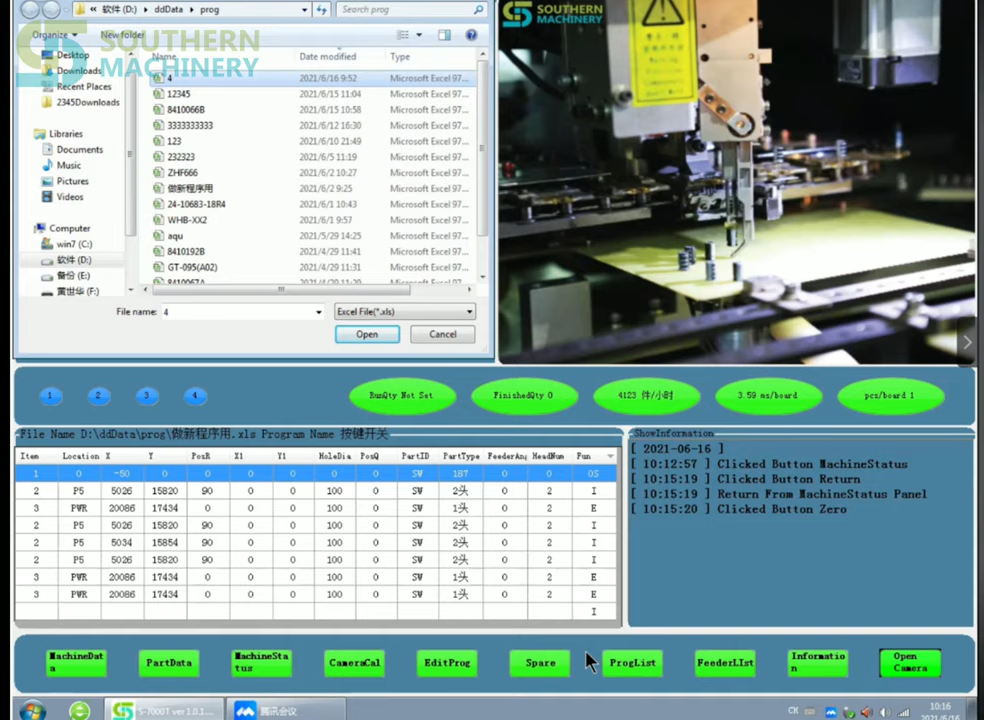 « 软件 (D:) ▸ ddData ▸ prog
Search prog
Organize
New folder
SOUTHERN
MACHINERY
Name
Date modified
Type
Desktop
Downloads
Recent Places
2345Downloads
Libraries
Documents
Music
Pictures
Videos
Computer
win7 (C:)
软件 (D:)
备份 (E:)
黄世华 (F:)
4 2021/6/16 9:52 Microsoft Excel 97...
12345 2021/6/15 11:04 Microsoft Excel 97...
8410066B 2021/6/15 10:58 Microsoft Excel 97...
3333333333 2021/6/12 16:30 Microsoft Excel 97...
123 2021/6/10 21:49 Microsoft Excel 97...
232323 2021/6/5 11:19 Microsoft Excel 97...
ZHF666 2021/6/2 10:27 Microsoft Excel 97...
做新程序用 2021/6/2 9:25 Microsoft Excel 97...
24-10683-18R4 2021/6/1 10:43 Microsoft Excel 97...
WHB-XX2 2021/6/1 9:57 Microsoft Excel 97...
aqu 2021/5/29 14:25 Microsoft Excel 97...
8410192B 2021/4/29 11:41 Microsoft Excel 97...
GT-095(A02) 2021/4/29 11:31 Microsoft Excel 97...
File name: 4
Excel File(*.xls)
Open
Cancel
SOUTHERN
MACHINERY
1 2 3 4
RunQty Not Set
FinishedQty 0
4123 件/小时
3.59 ms/board
pcs/board 1
File Name D:\ddData\prog\做新程序用.xls Program Name 按键开关
Item Location X Y PosR X1 Y1 HoleDia PosQ PartID PartType FeederAng HeadNum Fun
1 0 -50 0 0 0 0 0 0 SW 187 0 0 OS
2 P5 5026 15820 90 0 0 100 0 SW 2头 0 2 I
3 PWR 20086 17434 0 0 0 100 0 SW 1头 0 2 E
2 P5 5026 15820 90 0 0 100 0 SW 2头 0 2 I
2 P5 5034 15854 90 0 0 100 0 SW 2头 0 2 I
2 P5 5026 15820 90 0 0 100 0 SW 2头 0 2 I
3 PWR 20086 17434 0 0 0 100 0 SW 1头 0 2 E
3 PWR 20086 17434 0 0 0 100 0 SW 1头 0 2 E
I
ShowInformation
[ 2021-06-16 ]
[ 10:12:57 ] Clicked Button MachineStatus
[ 10:15:19 ] Clicked Button Return
[ 10:15:19 ] Return From MachineStatus Panel
[ 10:15:20 ] Clicked Button Zero
MachineData
PartData
MachineStatus
CameraCal
EditProg
Spare
ProgList
FeederLIst
Information
Open Camera
S-7000T ver 1.0.1...
腾讯会议
10:16
2021/6/16